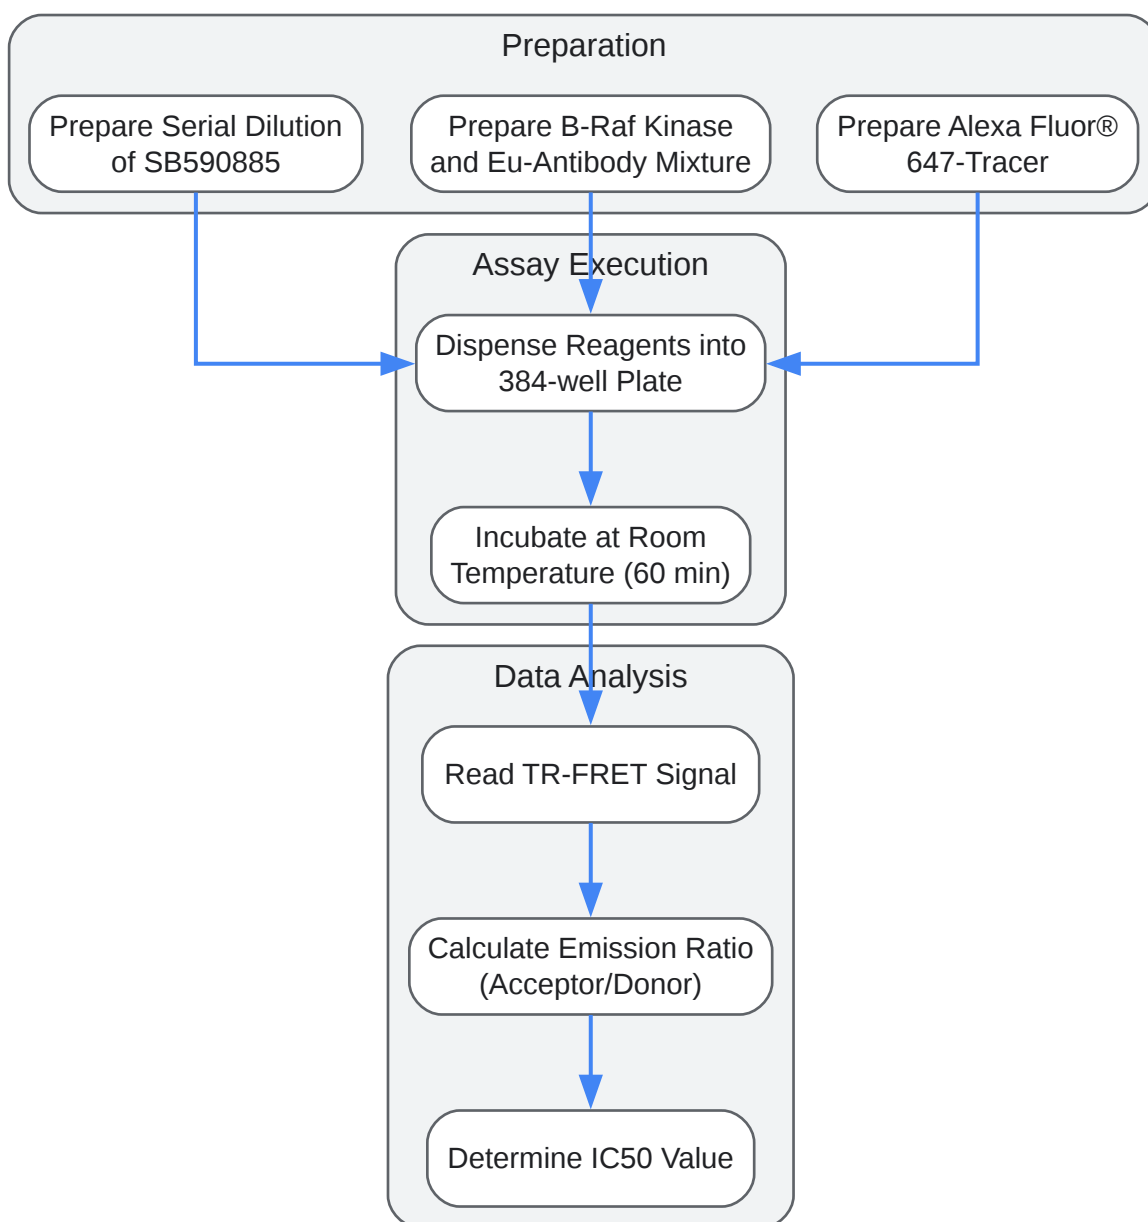 Preparation
Prepare Serial Dilution
of SB590885
Prepare B-Raf Kinase
and Eu-Antibody Mixture
Prepare Alexa Fluor®
647-Tracer
Assay Execution
Dispense Reagents into
384-well Plate
Incubate at Room
Temperature (60 min)
Data Analysis
Read TR-FRET Signal
Calculate Emission Ratio
(Acceptor/Donor)
Determine IC50 Value